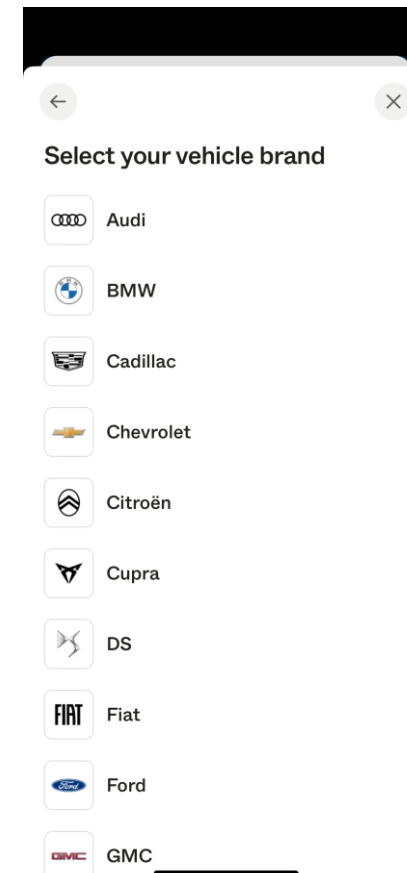 Select your vehicle brand
Audi
BMW
Cadillac
Chevrolet
Citroën
Cupra
DS
FIAT Fiat
Ford Ford
GMC GMC